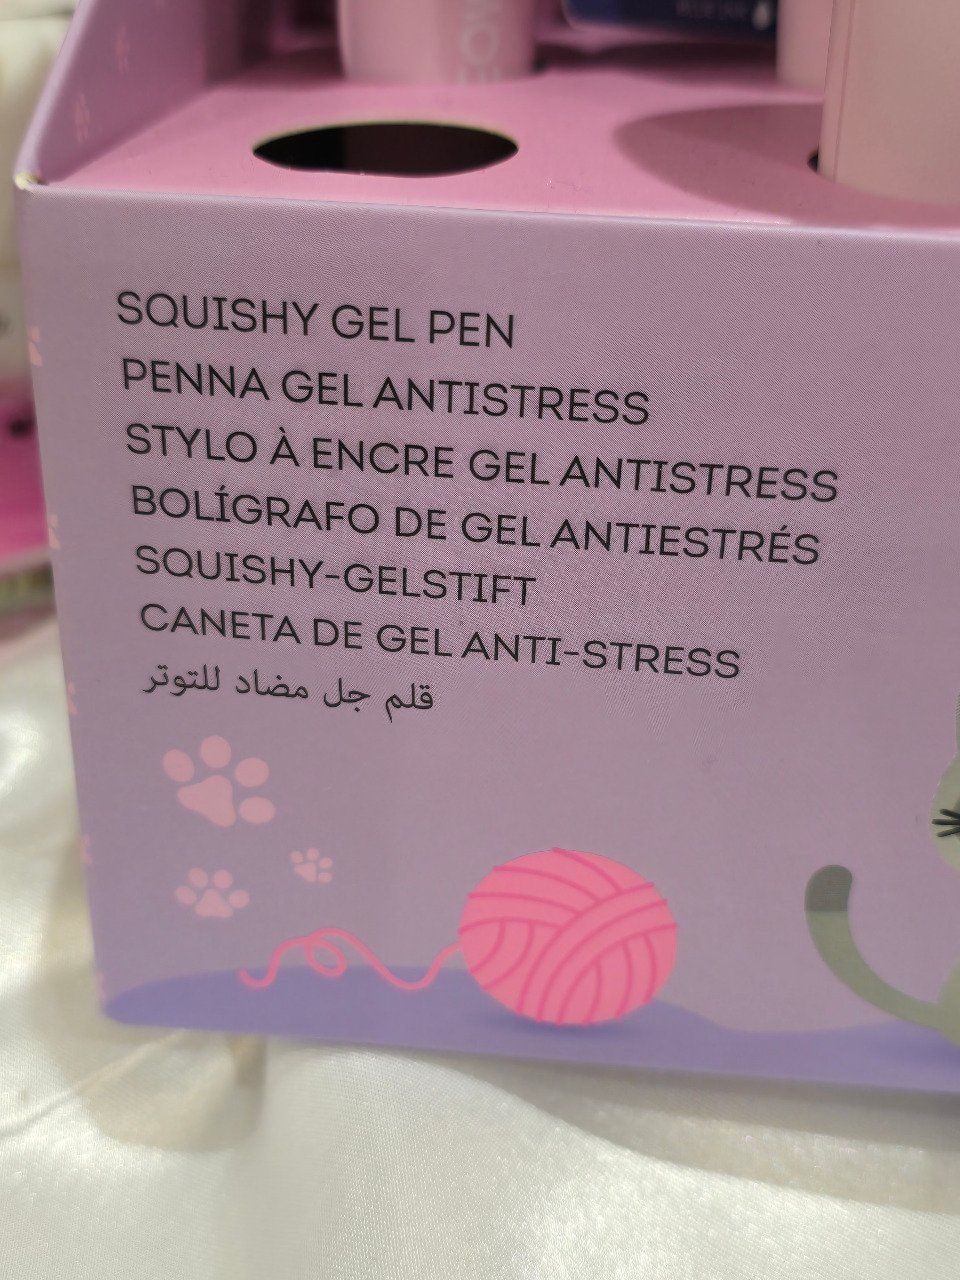 SQUISHY GEL PEN
PENNA GEL ANTISTRESS
STYLO À ENCRE GEL ANTISTRESS
BOLÍGRAFO DE GEL ANTIESTRÉS
SQUISHY-GELSTIFT
CANETA DE GEL ANTI-STRESS
قلم جل مضاد للتوتر